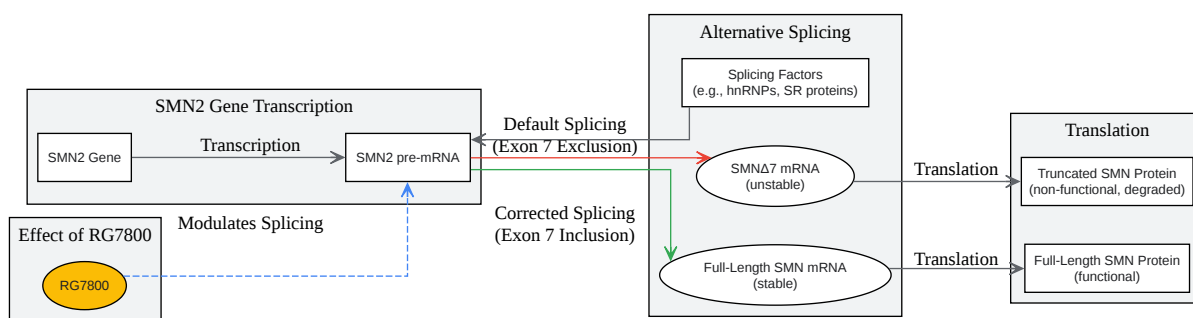 Alternative Splicing
Splicing Factors
(e.g., hnRNPs, SR proteins)
SMN2 Gene Transcription
SMN2 Gene
Transcription
SMN2 pre-mRNA
Default Splicing
(Exon 7 Exclusion)
SMNΔ7 mRNA
(unstable)
Translation
Translation
Truncated SMN Protein
(non-functional, degraded)
Effect of RG7800
RG7800
Modulates Splicing
Corrected Splicing
(Exon 7 Inclusion)
Full-Length SMN mRNA
(stable)
Translation
Full-Length SMN Protein
(functional)